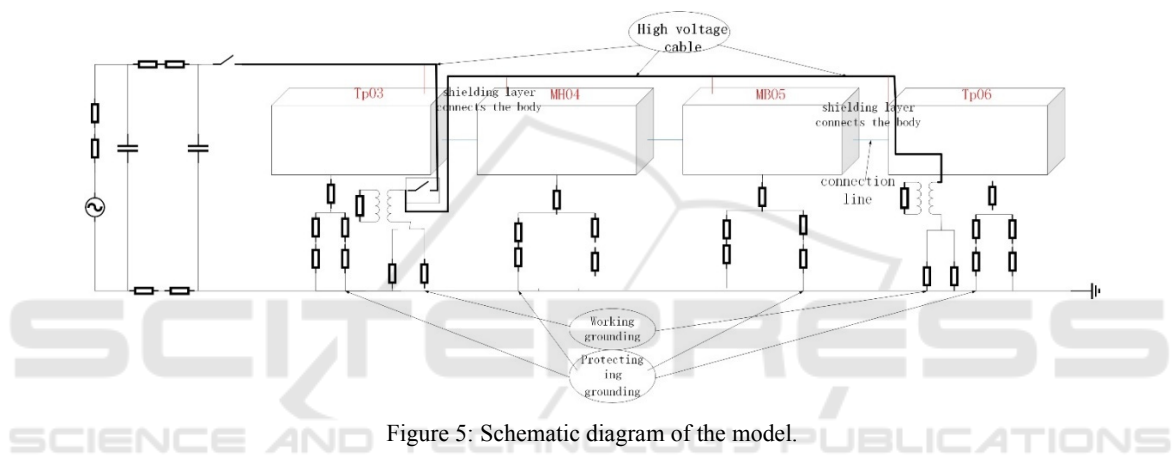 High voltage
cable
Tp03
MH04
MB05
Tp06
shielding layer
connects the body
shielding layer
connects the body
connection
line
Working
grounding
Protecting
ing
grounding
SCITEPRESS
SCIENCE AND TECHNOLOGY PUBLICATIONS
Figure 5: Schematic diagram of the model.